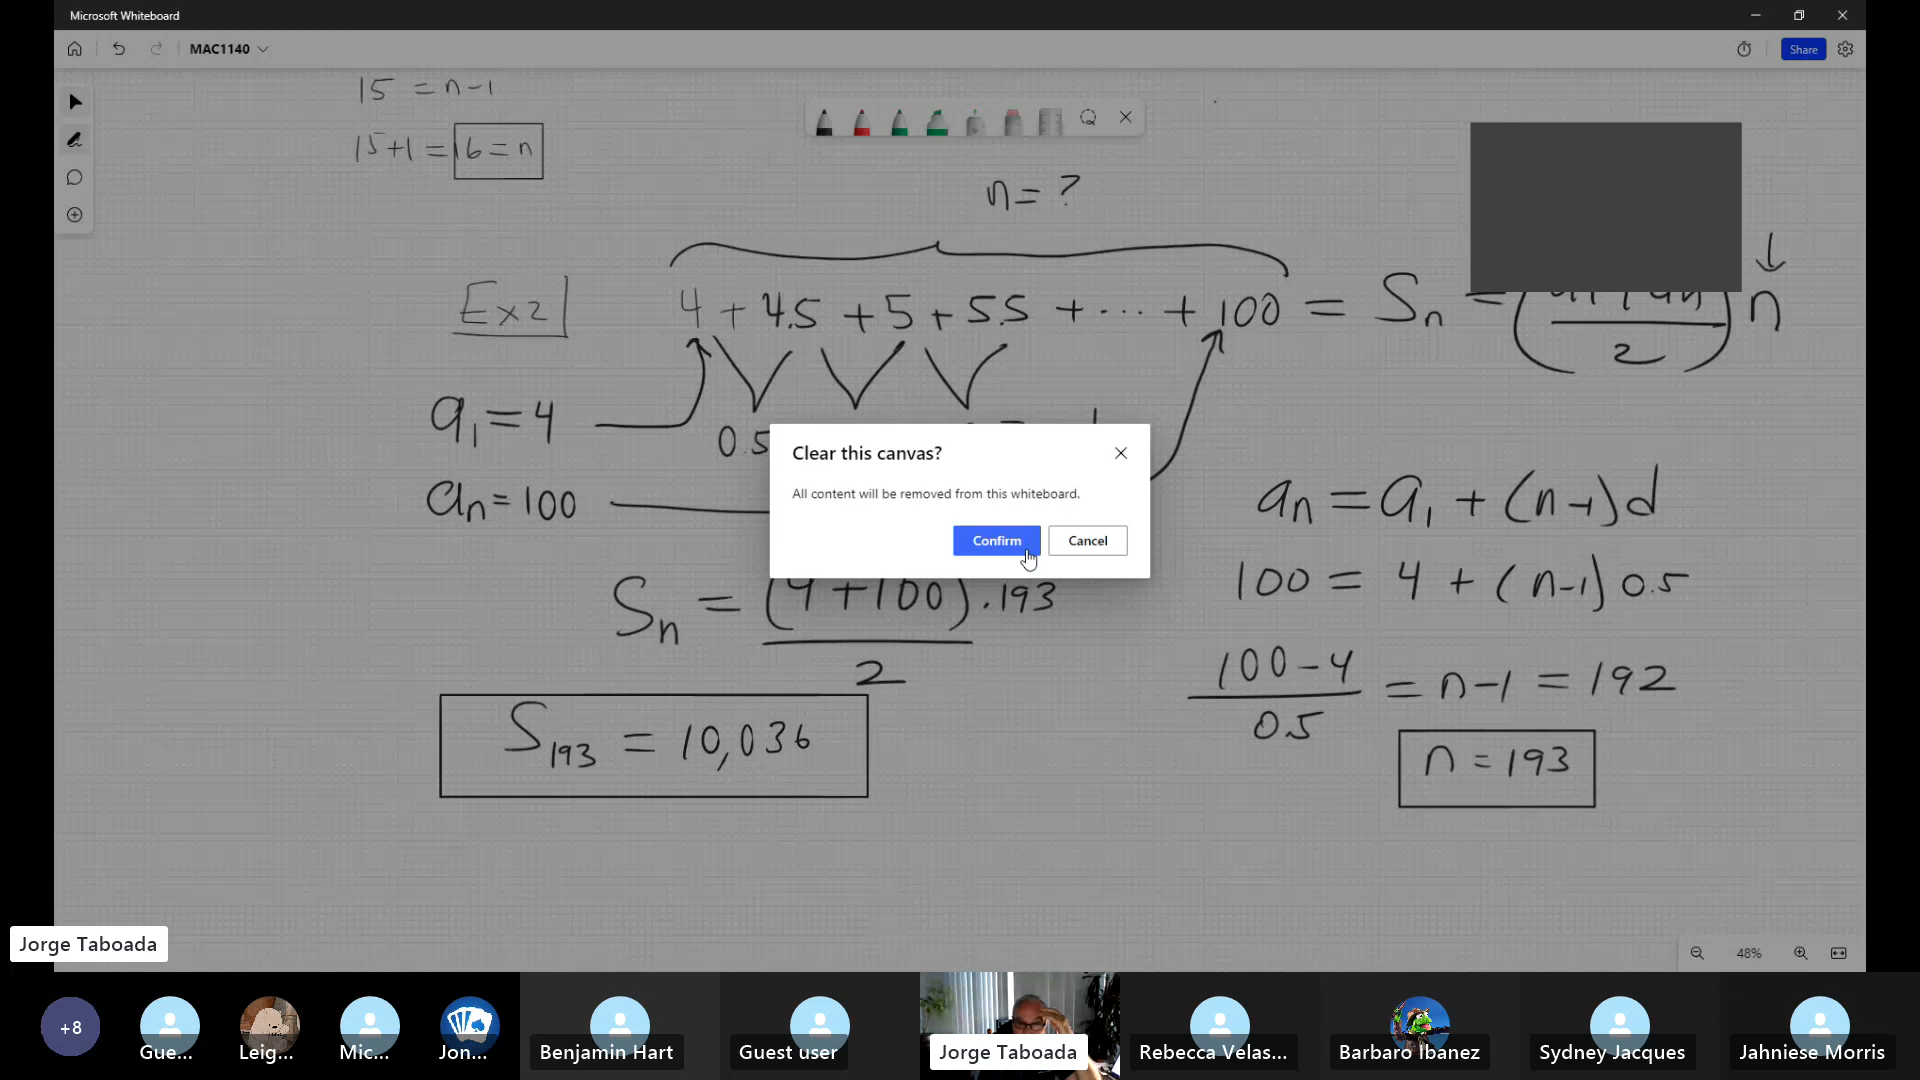 Microsoft Whiteboard
MAC1140
Share
15 = n-1
15+1 = 16 = n
n = ?
Ex2
4 + 4.5 + 5 + 5.5 + ... + 100 = Sn = ( / 2 ) n
a1 = 4
0.5
an = 100
Clear this canvas?
All content will be removed from this whiteboard.
Confirm
Cancel
an = a1 + (n-1)d
100 = 4 + (n-1) 0.5
Sn = (4+100) . 193
2
100-4 / 0.5 = n-1 = 192
S193 = 10,036
n = 193
Jorge Taboada
48%
+8
Gue...
Leig...
Mic...
Jon...
Benjamin Hart
Guest user
Jorge Taboada
Rebecca Velas...
Barbaro Ibanez
Sydney Jacques
Jahniese Morris